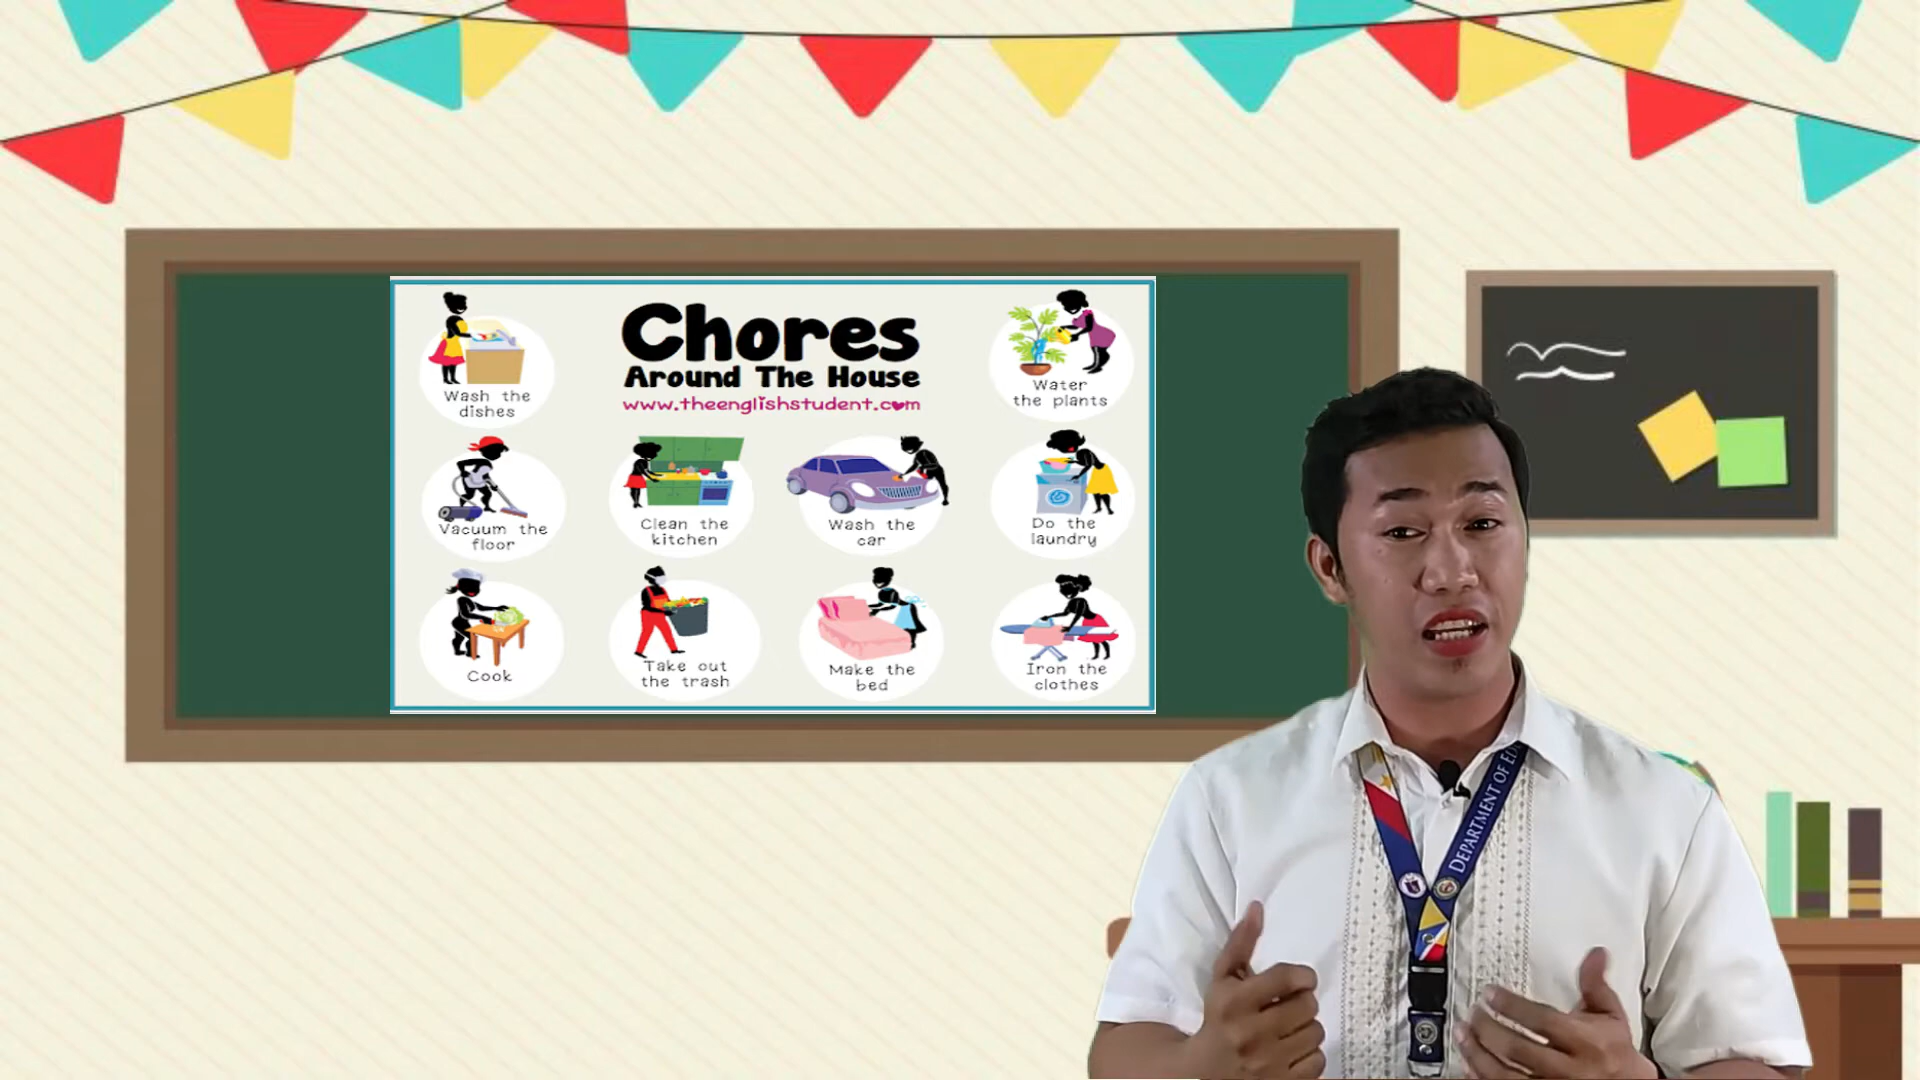 Chores
Around The House
www.theenglishstudent.com
Wash the
dishes
Water
the plants
Vacuum the
floor
Clean the
kitchen
Wash the
car
Do the
laundry
Cook
Take out
the trash
Make the
bed
Iron the
clothes
DEPARTMENT OF